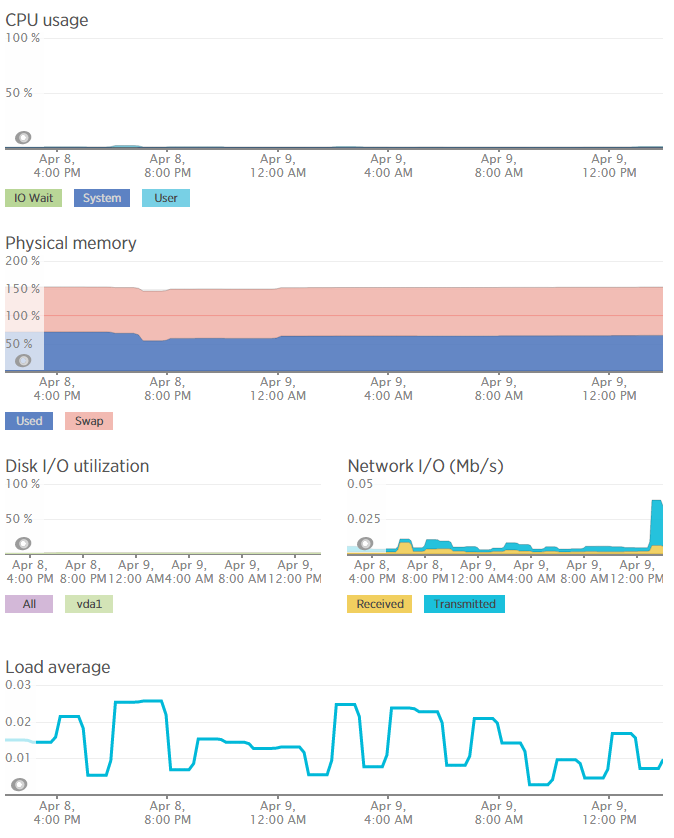 CPU usage
100 %
50 %
Apr 8, Apr 8, Apr 9, Apr 9, Apr 9, Apr 9,
4:00 PM 8:00 PM 12:00 AM 4:00 AM 8:00 AM 12:00 PM
IO Wait System User
Physical memory
200 %
150 %
100 %
50 %
Apr 8, Apr 8, Apr 9, Apr 9, Apr 9, Apr 9,
4:00 PM 8:00 PM 12:00 AM 4:00 AM 8:00 AM 12:00 PM
Used Swap
Disk I/O utilization
100 %
50 %
Apr 8, Apr 8, Apr 9, Apr 9, Apr 9, Apr 9,
4:00 PM 8:00 PM 12:00 AM 4:00 AM 8:00 AM 12:00 PM
All vda1
Network I/O (Mb/s)
0.05
0.025
Apr 8, Apr 8, Apr 9, Apr 9, Apr 9, Apr 9,
4:00 PM 8:00 PM 12:00 AM 4:00 AM 8:00 AM 12:00 PM
Received Transmitted
Load average
0.03
0.02
0.01
Apr 8, Apr 8, Apr 9, Apr 9, Apr 9, Apr 9,
4:00 PM 8:00 PM 12:00 AM 4:00 AM 8:00 AM 12:00 PM